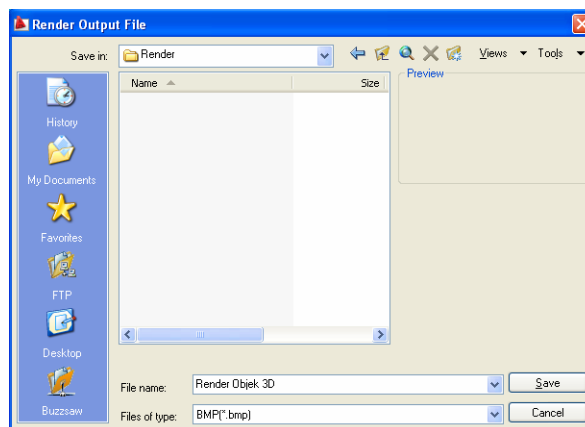 Render Output File
Save in:
Render
Views
Tools
History
My Documents
Favorites
FTP
Desktop
Buzzsaw
Name
Size
Preview
File name:
Render Objek 3D
Save
Files of type:
BMP(*.bmp)
Cancel